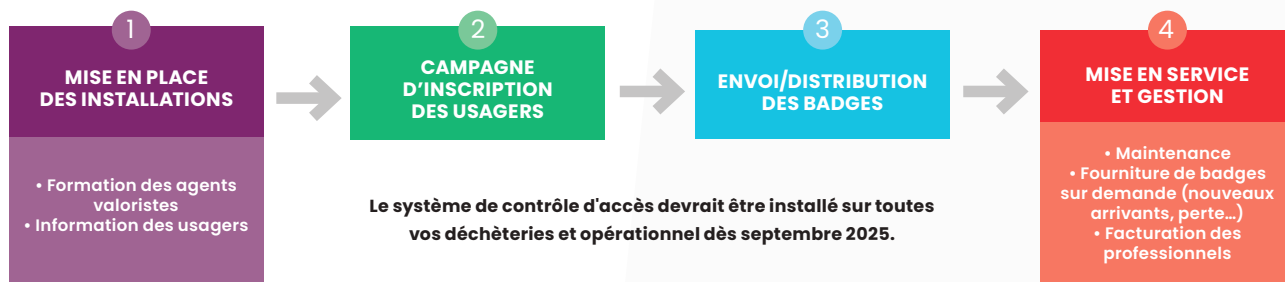 1
MISE EN PLACE
DES INSTALLATIONS
• Formation des agents
valoristes
• Information des usagers
2
CAMPAGNE
D'INSCRIPTION
DES USAGERS
3
ENVOI/DISTRIBUTION
DES BADGES
4
MISE EN SERVICE
ET GESTION
• Maintenance
• Fourniture de badges
sur demande (nouveaux
arrivants, perte…)
• Facturation des
professionnels
Le système de contrôle d'accès devrait être installé sur toutes
vos déchèteries et opérationnel dès septembre 2025.